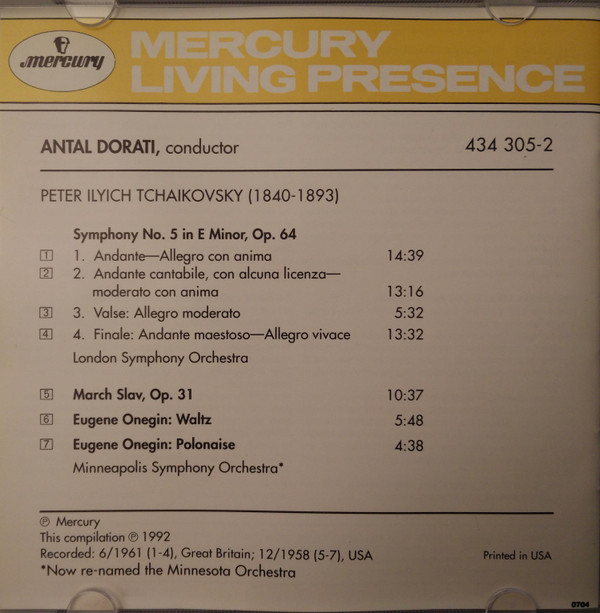 mercury
MERCURY
LIVING PRESENCE
ANTAL DORATI, conductor 434 305-2
PETER ILYICH TCHAIKOVSKY (1840-1893)
Symphony No. 5 in E Minor, Op. 64
1 1. Andante—Allegro con anima 14:39
2 2. Andante cantabile, con alcuna licenza—
moderato con anima 13:16
3 3. Valse: Allegro moderato 5:32
4 4. Finale: Andante maestoso—Allegro vivace 13:32
London Symphony Orchestra
5 March Slav, Op. 31 10:37
6 Eugene Onegin: Waltz 5:48
7 Eugene Onegin: Polonaise 4:38
Minneapolis Symphony Orchestra*
℗ Mercury
This compilation ℗ 1992
Recorded: 6/1961 (1-4), Great Britain; 12/1958 (5-7), USA Printed in USA
*Now re-named the Minnesota Orchestra
0704